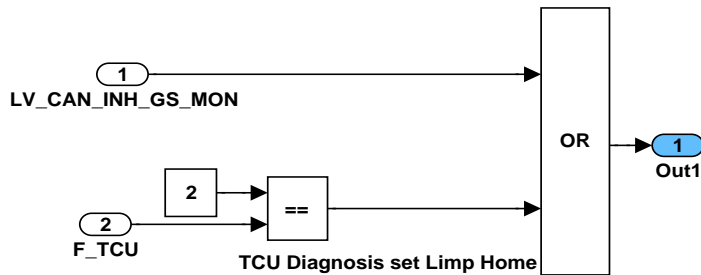 1
LV_CAN_INH_GS_MON
OR
1
Out1
2
==
2
F_TCU
TCU Diagnosis set Limp Home